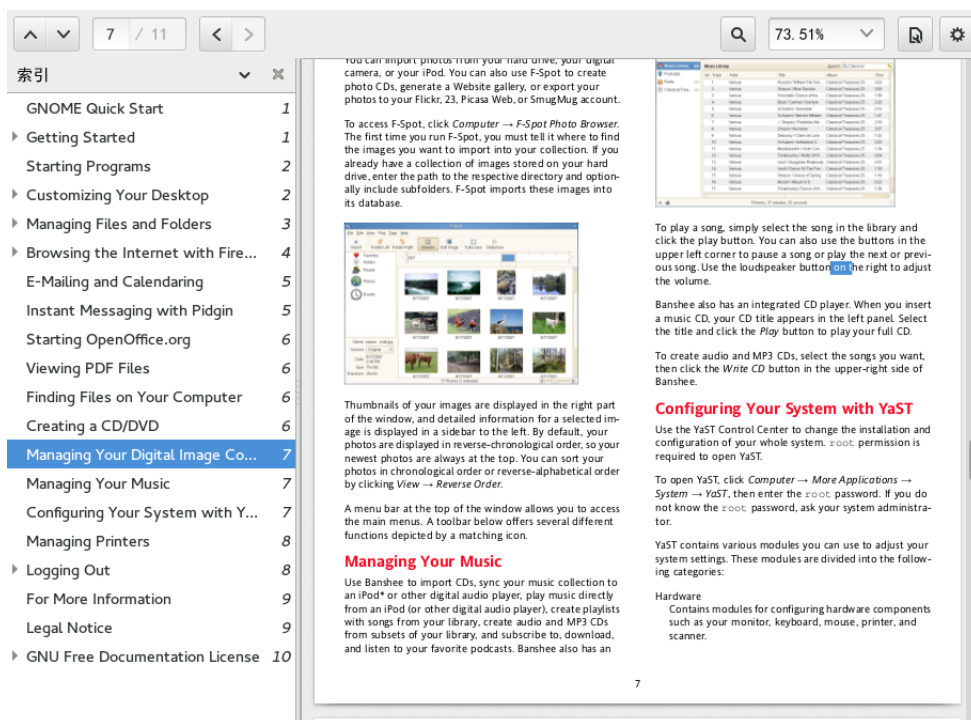 7 / 11
73.51%
索引
GNOME Quick Start 1
Getting Started 1
Starting Programs 2
Customizing Your Desktop 2
Managing Files and Folders 3
Browsing the Internet with Fire... 4
E-Mailing and Calendaring 5
Instant Messaging with Pidgin 5
Starting OpenOffice.org 6
Viewing PDF Files 6
Finding Files on Your Computer 6
Creating a CD/DVD 6
Managing Your Digital Image Co... 7
Managing Your Music 7
Configuring Your System with Y... 7
Managing Printers 8
Logging Out 8
For More Information 9
Legal Notice 9
GNU Free Documentation License 10
You can import photos from your hard drive, your digital
camera, or your iPod. You can also use F-Spot to create
photo CDs, generate a Website gallery, or export your
photos to your Flickr, 23, Picasa Web, or SmugMug account.
To access F-Spot, click Computer → F-Spot Photo Browser.
The first time you run F-Spot, you must tell it where to find
the images you want to import into your collection. If you
already have a collection of images stored on your hard
drive, enter the path to the respective directory and option-
ally include subfolders. F-Spot imports these images into
its database.
Thumbnails of your images are displayed in the right part
of the window, and detailed information for a selected im-
age is displayed in a sidebar to the left. By default, your
photos are displayed in reverse-chronological order, so your
newest photos are always at the top. You can sort your
photos in chronological order or reverse-alphabetical order
by clicking View → Reverse Order.
A menu bar at the top of the window allows you to access
the main menus. A toolbar below offers several different
functions depicted by a matching icon.
Managing Your Music
Use Banshee to import CDs, sync your music collection to
an iPod* or other digital audio player, play music directly
from an iPod (or other digital audio player), create playlists
with songs from your library, create audio and MP3 CDs
from subsets of your library, and subscribe to, download,
and listen to your favorite podcasts. Banshee also has an
Music Library
To play a song, simply select the song in the library and
click the play button. You can also use the buttons in the
upper left corner to pause a song or play the next or previ-
ous song. Use the loudspeaker button on the right to adjust
the volume.
Banshee also has an integrated CD player. When you insert
a music CD, your CD title appears in the left panel. Select
the title and click the Play button to play your full CD.
To create audio and MP3 CDs, select the songs you want,
then click the Write CD button in the upper-right side of
Banshee.
Configuring Your System with YaST
Use the YaST Control Center to change the installation and
configuration of your whole system. root permission is
required to open YaST.
To open YaST, click Computer → More Applications →
System → YaST, then enter the root password. If you do
not know the root password, ask your system administra-
tor.
YaST contains various modules you can use to adjust your
system settings. These modules are divided into the follow-
ing categories:
Hardware
Contains modules for configuring hardware components
such as your monitor, keyboard, mouse, printer, and
scanner.
7